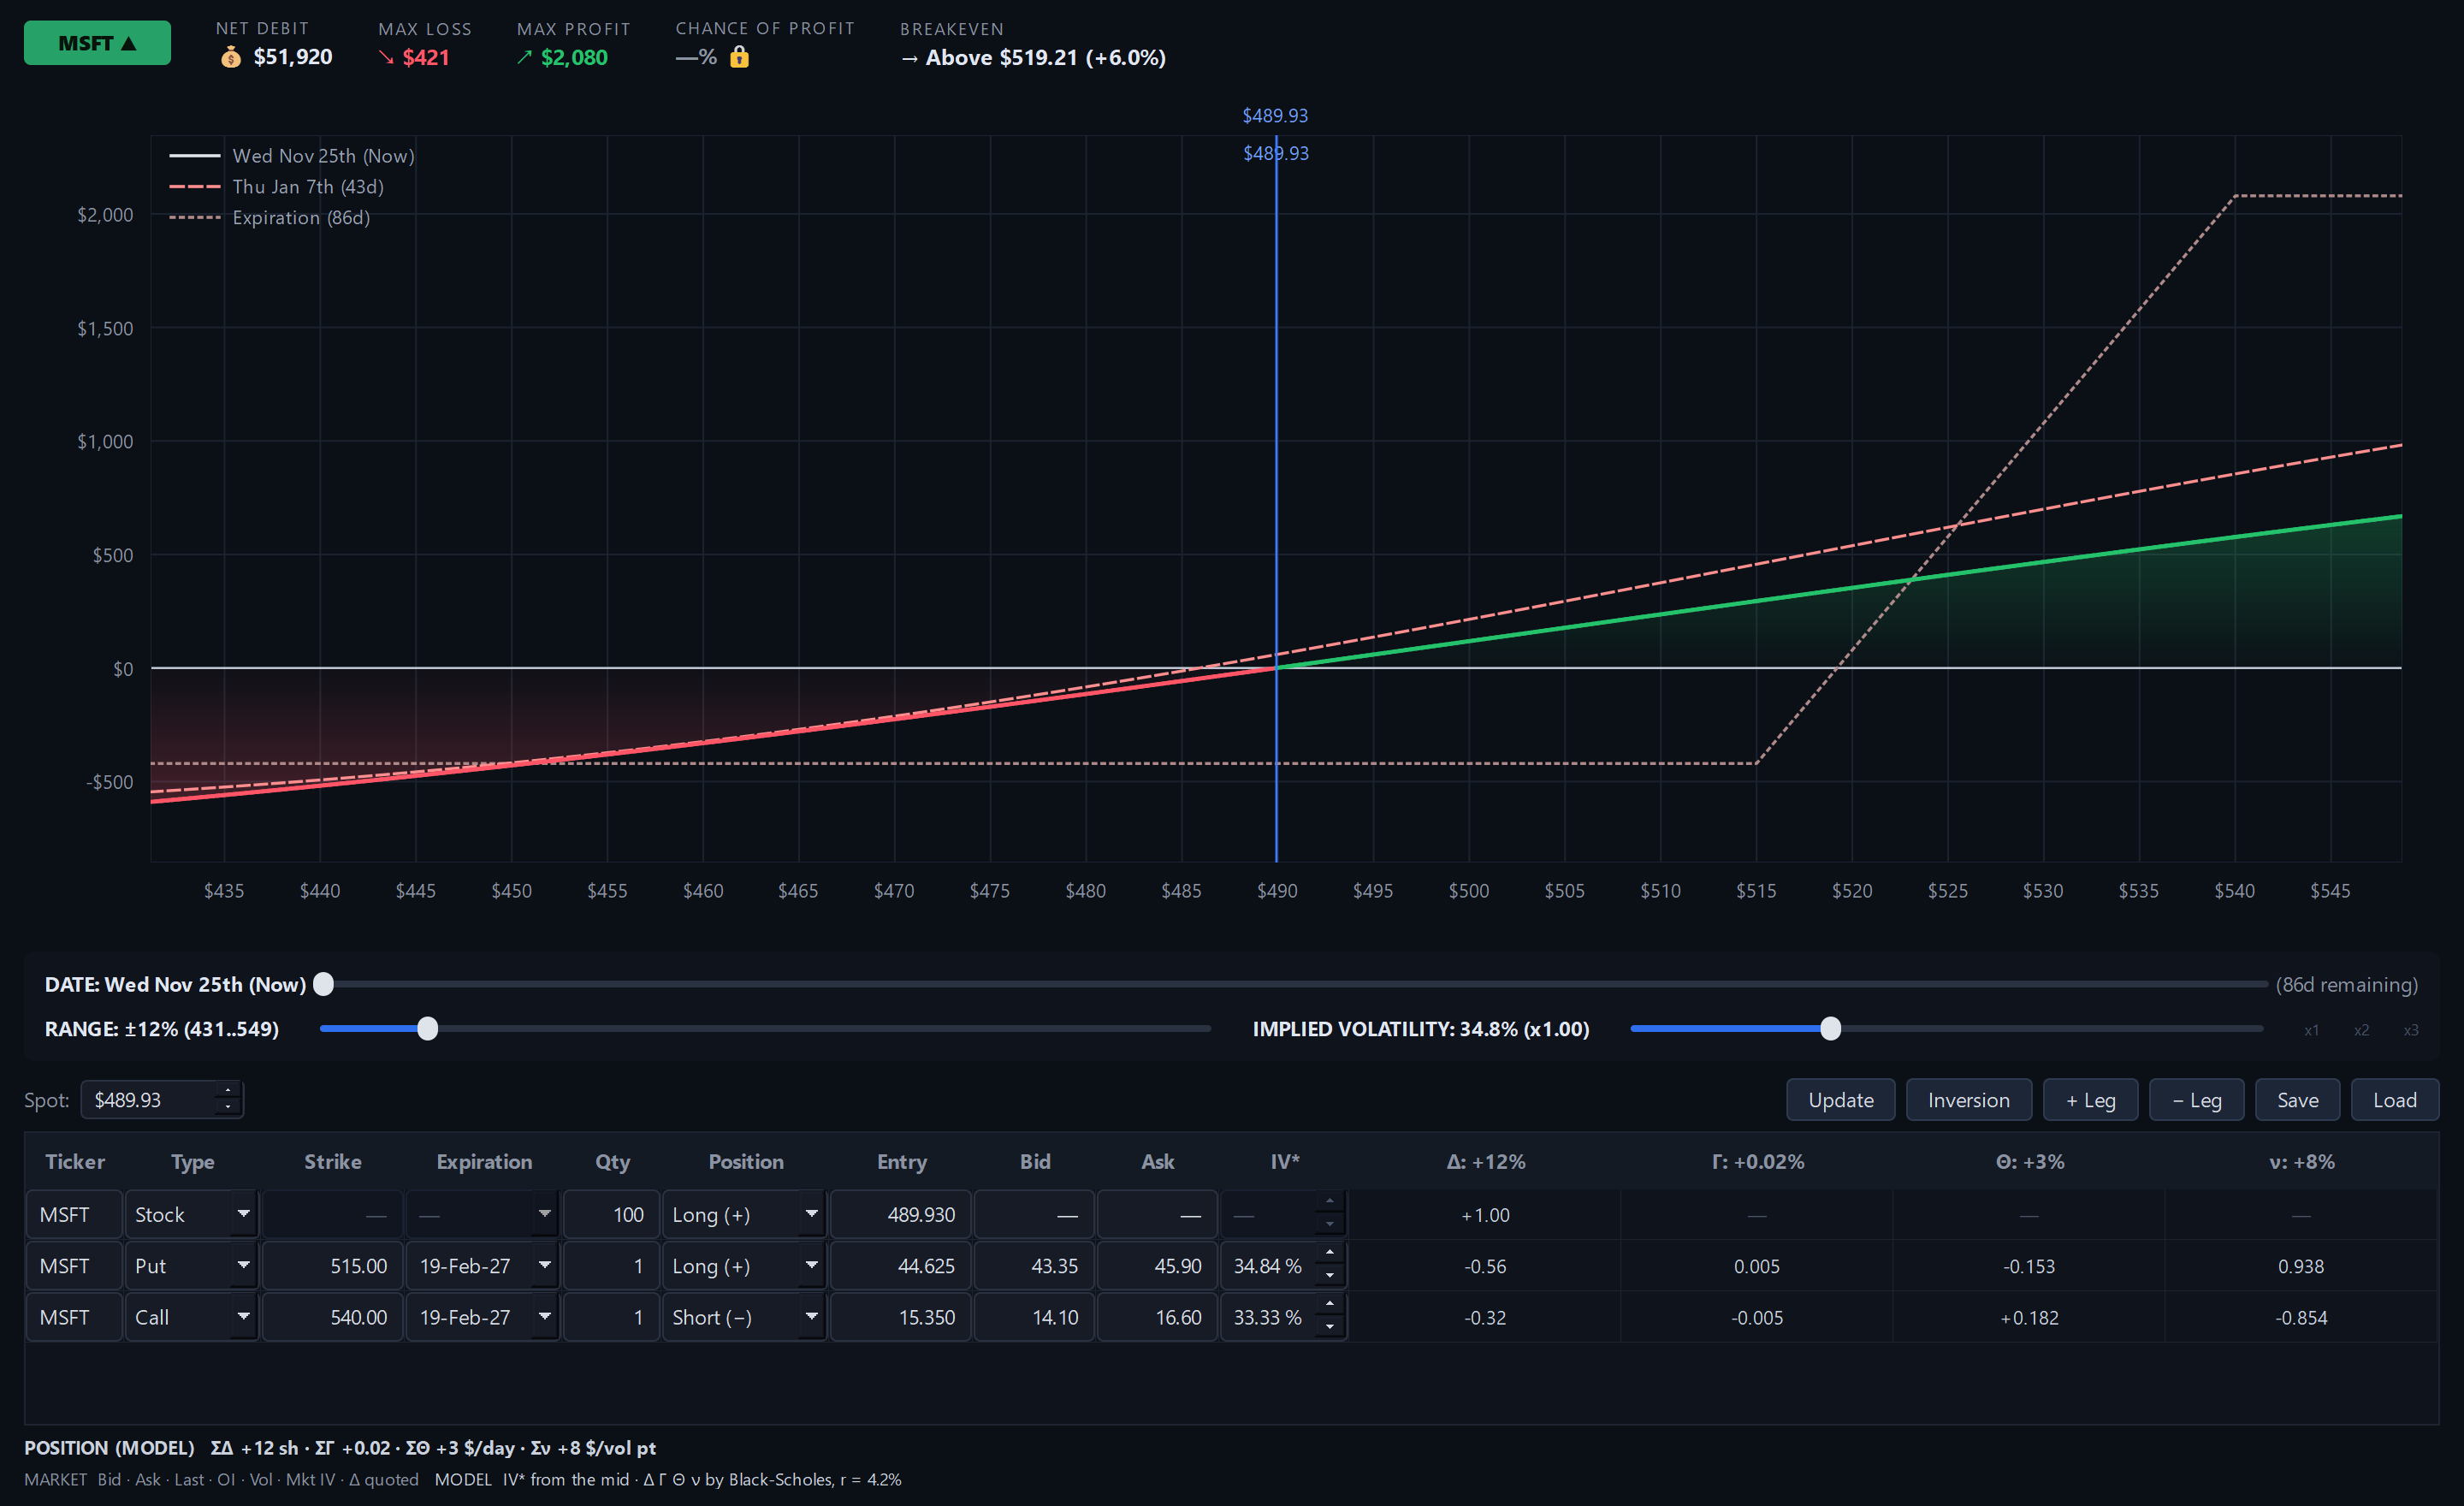 MSFT ▲
NET DEBIT
💰 $51,920
MAX LOSS
↘ $421
MAX PROFIT
↗ $2,080
CHANCE OF PROFIT
—% 🔒
BREAKEVEN
→ Above $519.21 (+6.0%)
$489.93
$489.93
Wed Nov 25th (Now)
Thu Jan 7th (43d)
Expiration (86d)
$2,000
$1,500
$1,000
$500
$0
-$500
$435 $440 $445 $450 $455 $460 $465 $470 $475 $480 $485 $490 $495 $500 $505 $510 $515 $520 $525 $530 $535 $540 $545
DATE: Wed Nov 25th (Now) (86d remaining)
RANGE: ±12% (431..549) IMPLIED VOLATILITY: 34.8% (x1.00) x1 x2 x3
Spot: $489.93 Update Inversion + Leg − Leg Save Load
Ticker Type Strike Expiration Qty Position Entry Bid Ask IV* Δ: +12% Γ: +0.02% Θ: +3% ν: +8%
MSFT Stock — — 100 Long (+) 489.930 — — — +1.00 — — —
MSFT Put 515.00 19-Feb-27 1 Long (+) 44.625 43.35 45.90 34.84 % -0.56 0.005 -0.153 0.938
MSFT Call 540.00 19-Feb-27 1 Short (−) 15.350 14.10 16.60 33.33 % -0.32 -0.005 +0.182 -0.854
POSITION (MODEL) ΣΔ +12 sh · ΣΓ +0.02 · ΣΘ +3 $/day · Σν +8 $/vol pt
MARKET Bid · Ask · Last · OI · Vol · Mkt IV · Δ quoted MODEL IV* from the mid · Δ Γ Θ ν by Black-Scholes, r = 4.2%